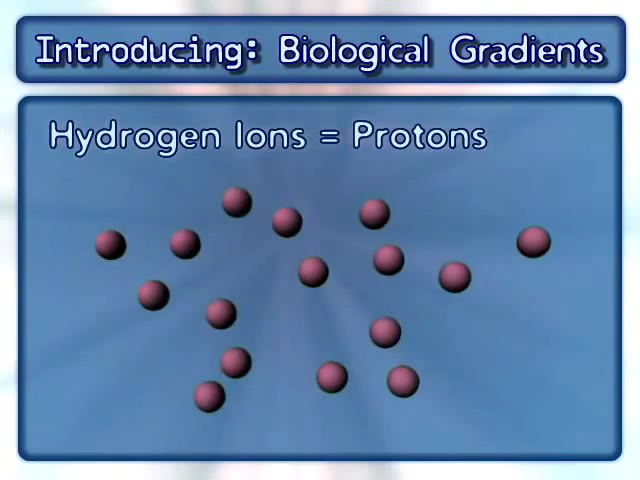 Introducing: Biological Gradients
Hydrogen Ions = Protons